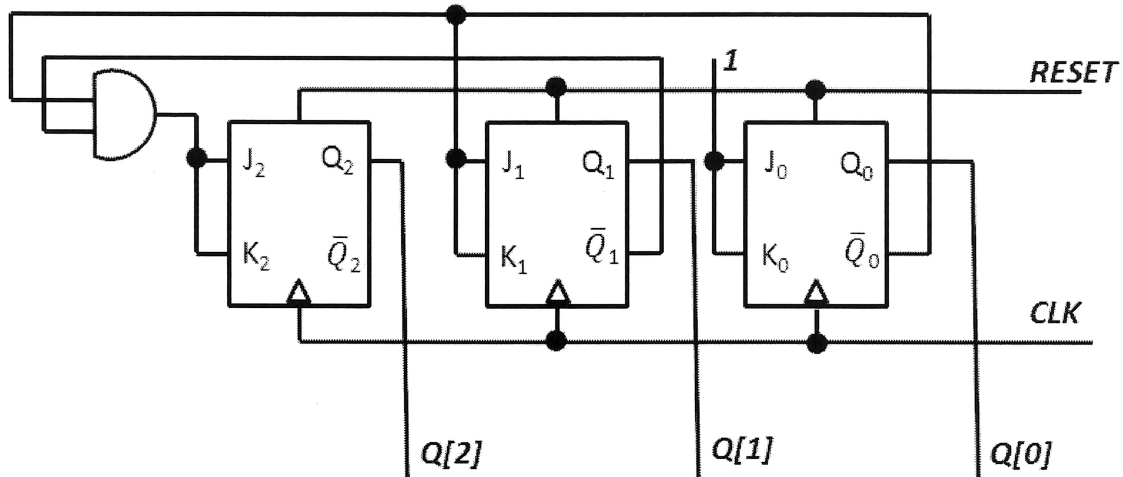 1
RESET
J₂ Q₂
K₂ Q̅₂
J₁ Q₁
K₁ Q̅₁
J₀ Q₀
K₀ Q̅₀
CLK
Q[2]
Q[1]
Q[0]